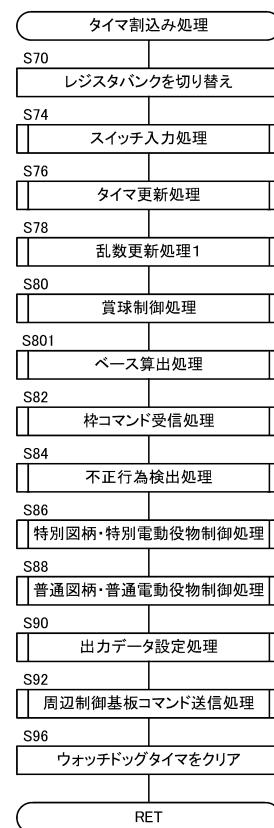 タイマ割込み処理
S70
レジスタバンクを切り替え
S74
スイッチ入力処理
S76
タイマ更新処理
S78
乱数更新処理1
S80
賞球制御処理
S801
ベース算出処理
S82
枠コマンド受信処理
S84
不正行為検出処理
S86
特別図柄・特別電動役物制御処理
S88
普通図柄・普通電動役物制御処理
S90
出力データ設定処理
S92
周辺制御基板コマンド送信処理
S96
ウォッチドッグタイマをクリア
RET